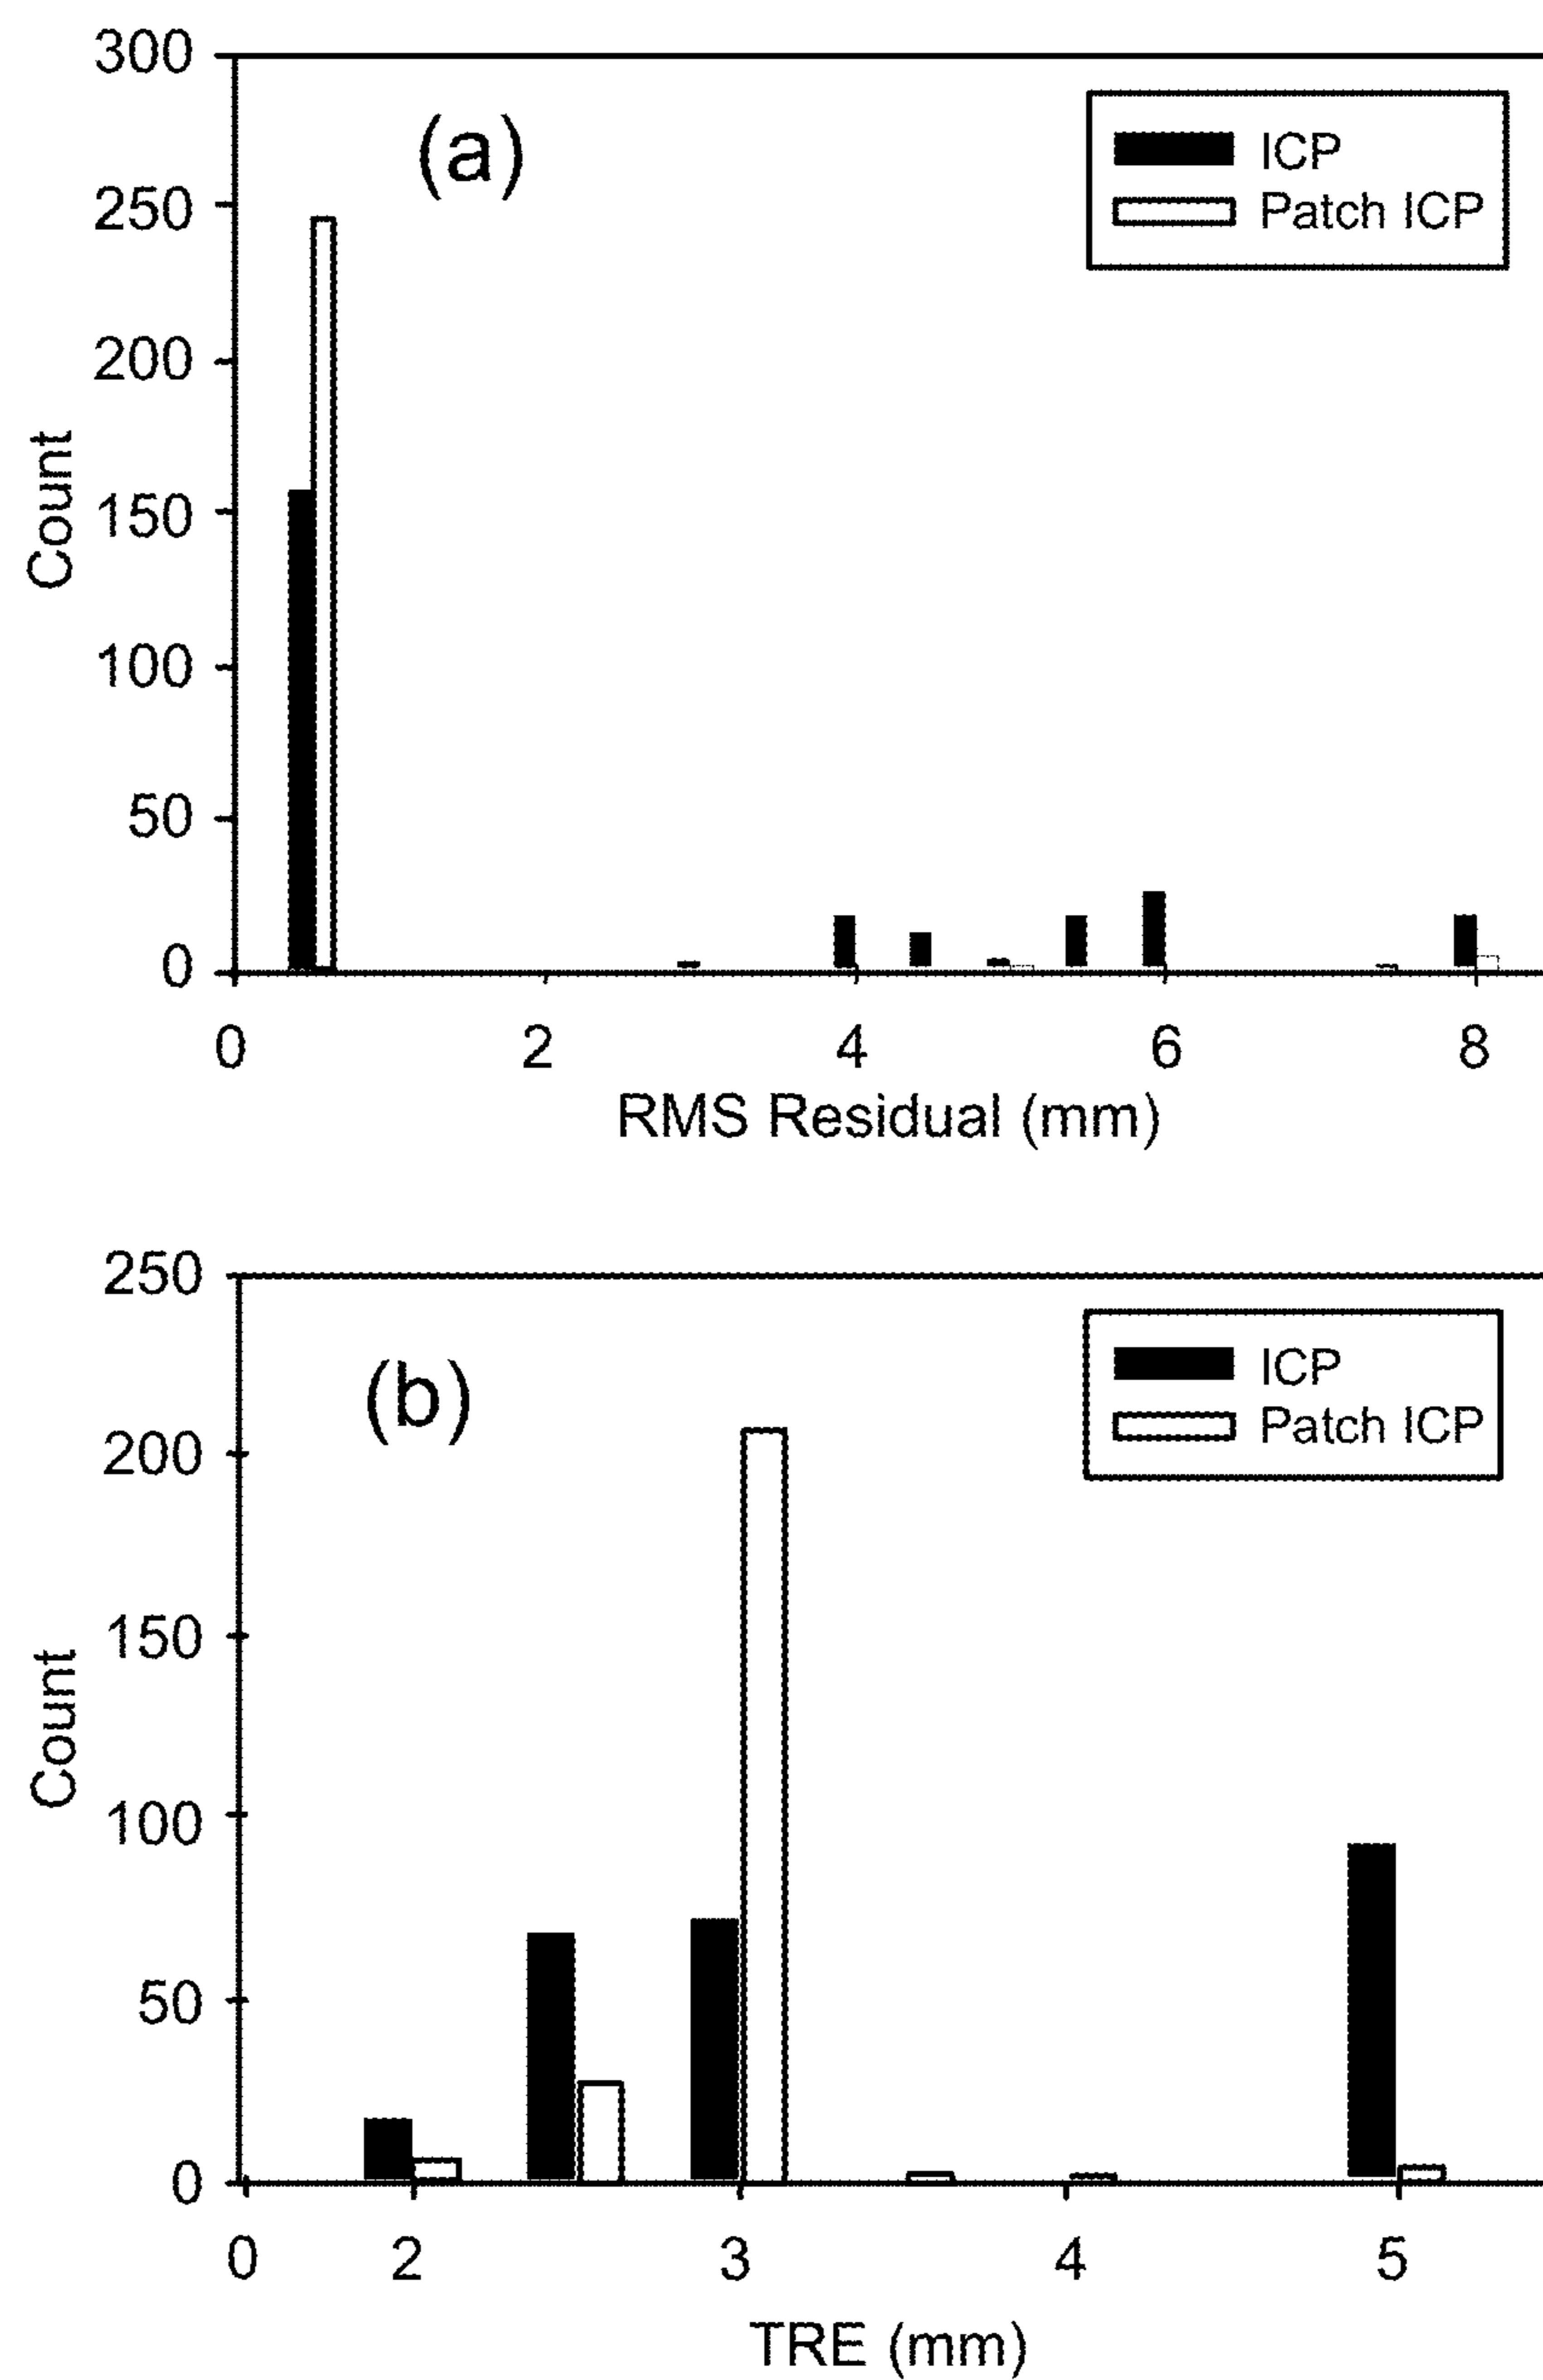 300
(a)
ICP
Patch ICP
250
200
150
100
50
0
Count
0 2 4 6 8
RMS Residual (mm)
250
(b)
ICP
Patch ICP
200
150
100
50
0
Count
0 2 3 4 5
TRE (mm)